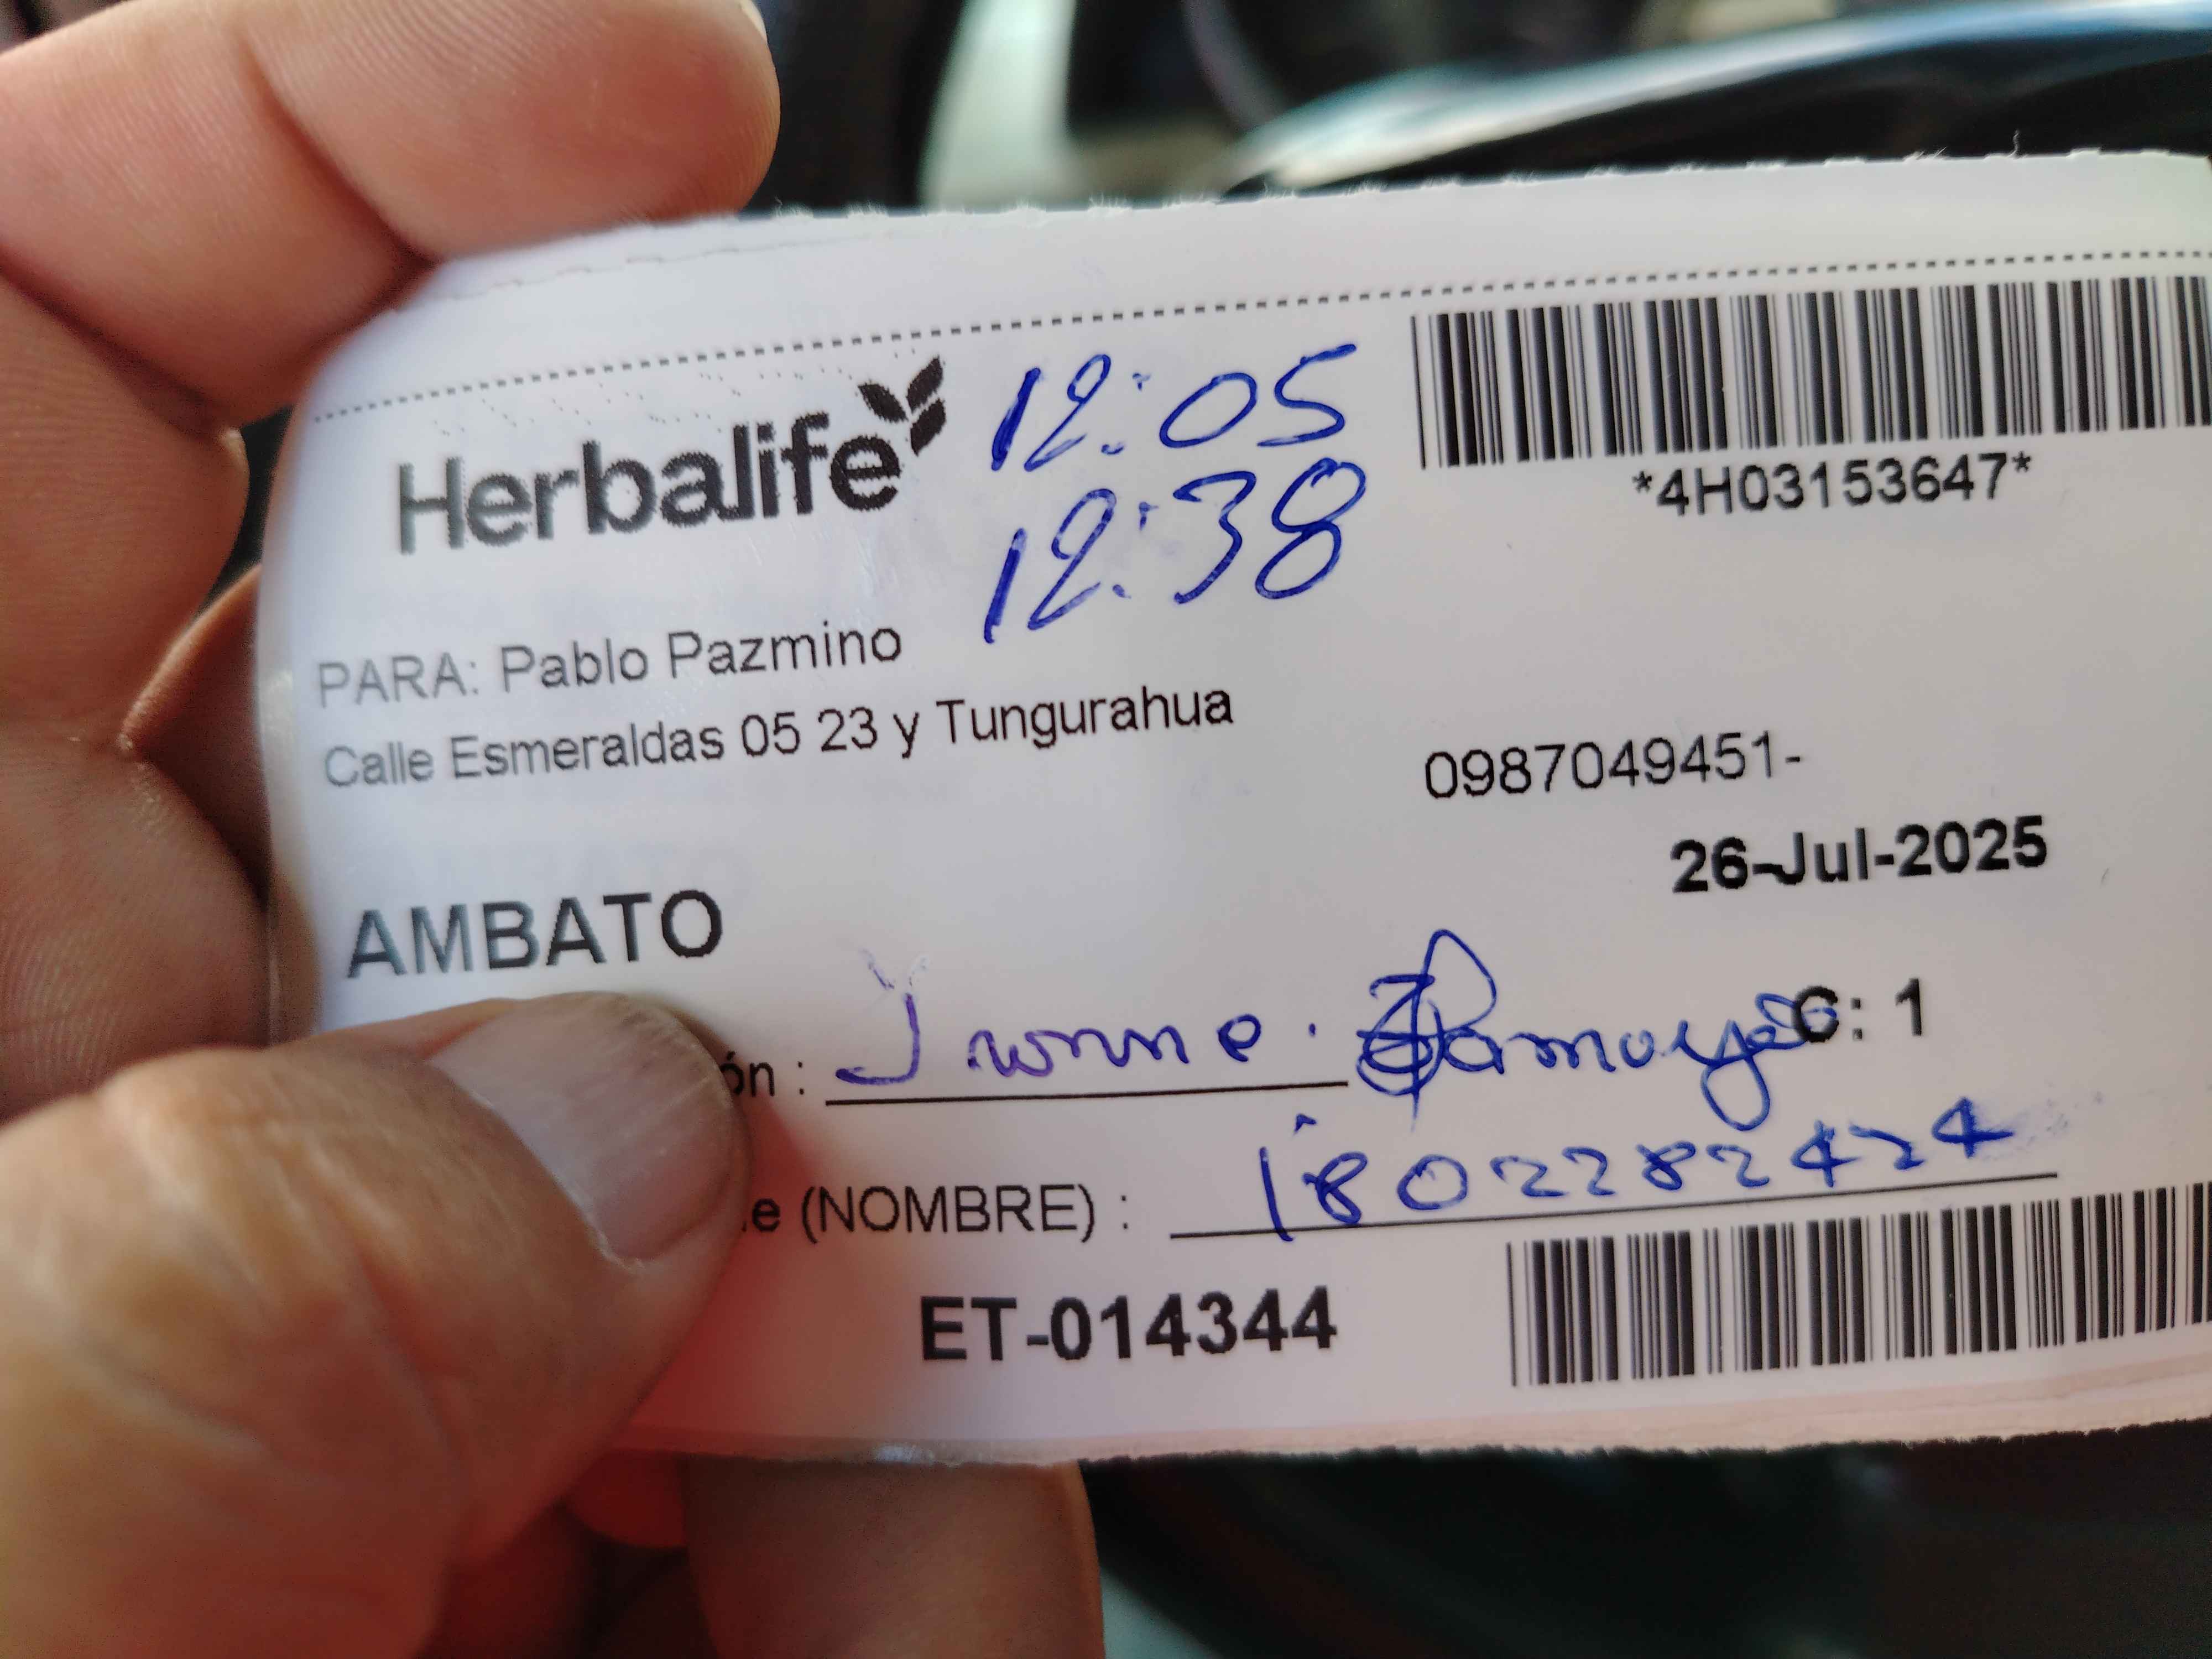 Herbalife
12:05
12:38
*4H03153647*
PARA: Pablo Pazmino
Calle Esmeraldas 05 23 y Tungurahua
0987049451-
26-Jul-2025
AMBATO
C: 1
ón :
e (NOMBRE) : 1802282424
ET-014344